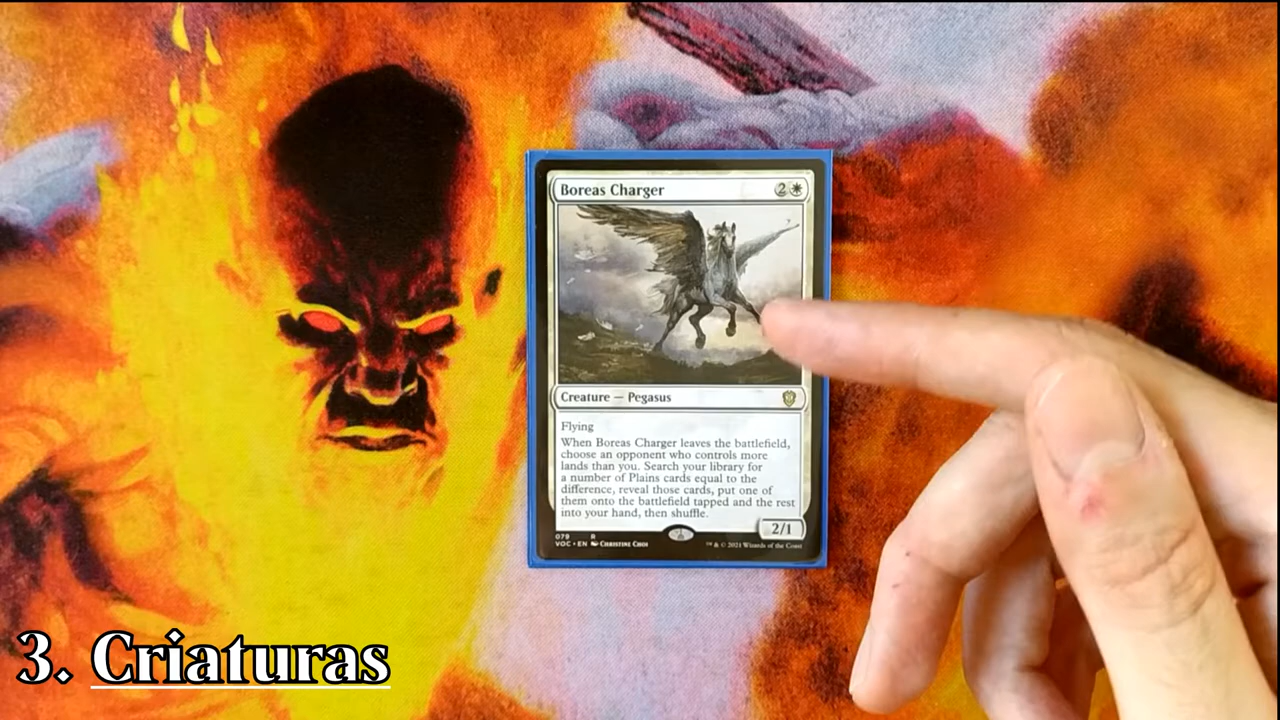 Boreas Charger 2
Creature — Pegasus
Flying
When Boreas Charger leaves the battlefield,
choose an opponent who controls more
lands than you. Search your library for
a number of Plains cards equal to the
difference, reveal those cards, put one of
them onto the battlefield tapped and the rest
into your hand, then shuffle.
2/1
079 R
VOC • EN Christine Choi ™ & © 2021 Wizards of the Coast
3. Criaturas